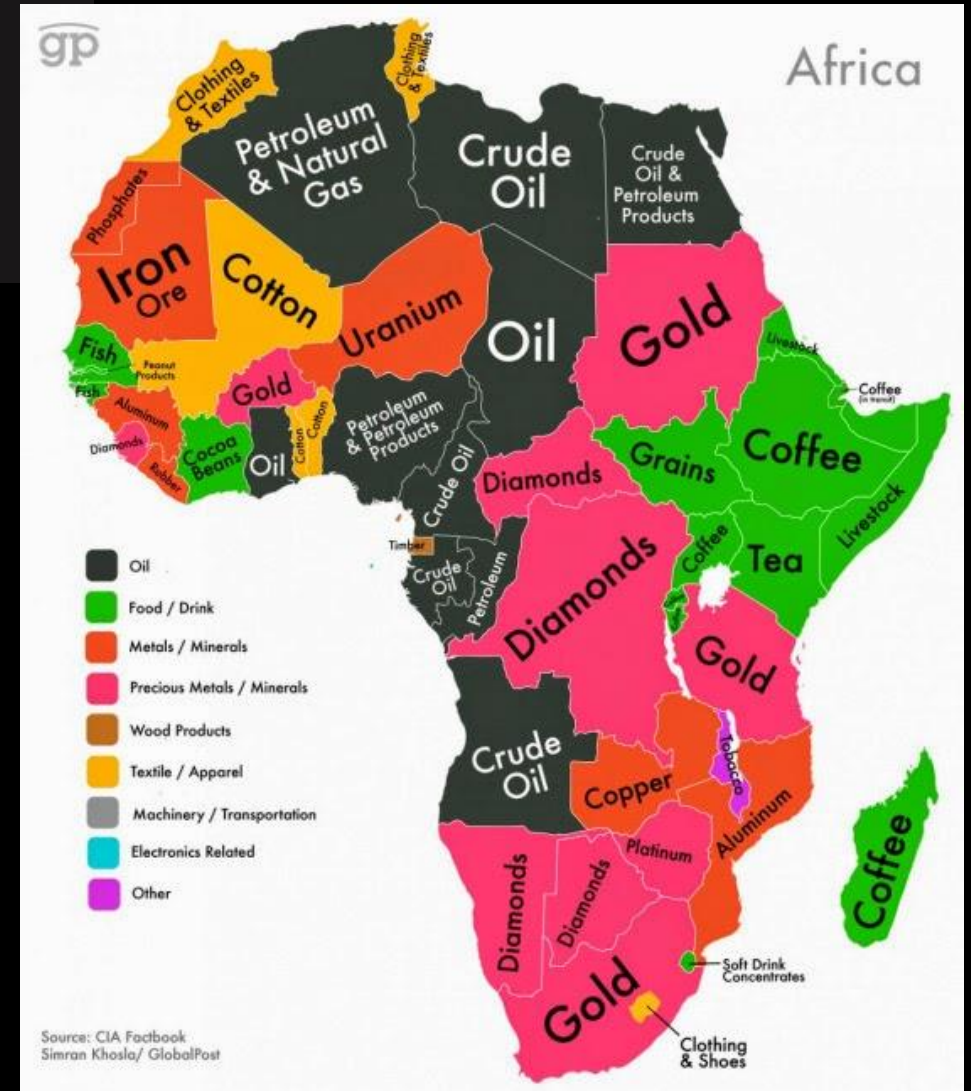 gp
Africa
Clothing
& Textiles
Clothing
& Textiles
Petroleum
& Natural
Gas
Crude
Oil
Crude
Oil &
Petroleum
Products
Phosphates
Iron
Ore
Cotton
Uranium
Oil
Gold
Livestock
Fish
Peanut
Products
Fish
Gold
Coffee
(in transit)
Aluminum
Cotton
Cotton
Petroleum
& Petroleum
Products
Coffee
Diamonds
Cocoa
Beans
Oil
Grains
Rubber
Crude Oil
Diamonds
Livestock
Timber
Crude
Oil
Petroleum
Diamonds
Coffee
Tea
Gold
Crude
Oil
Copper
Tobacco
Aluminum
Platinum
Diamonds
Diamonds
Coffee
Gold
Soft Drink
Concentrates
Clothing
& Shoes
Oil
Food / Drink
Metals / Minerals
Precious Metals / Minerals
Wood Products
Textile / Apparel
Machinery / Transportation
Electronics Related
Other
Source: CIA Factbook
Simran Khosla/ GlobalPost